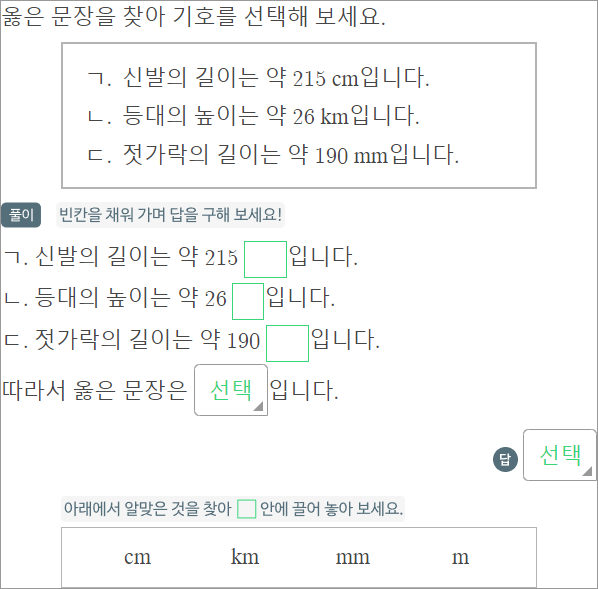 옳은 문장을 찾아 기호를 선택해 보세요.
ㄱ. 신발의 길이는 약 215 cm입니다.
ㄴ. 등대의 높이는 약 26 km입니다.
ㄷ. 젓가락의 길이는 약 190 mm입니다.
풀이 빈칸을 채워 가며 답을 구해 보세요!
ㄱ. 신발의 길이는 약 215 입니다.
ㄴ. 등대의 높이는 약 26 입니다.
ㄷ. 젓가락의 길이는 약 190 입니다.
따라서 옳은 문장은 선택 입니다.
답 선택
아래에서 알맞은 것을 찾아 안에 끌어 놓아 보세요.
cm km mm m